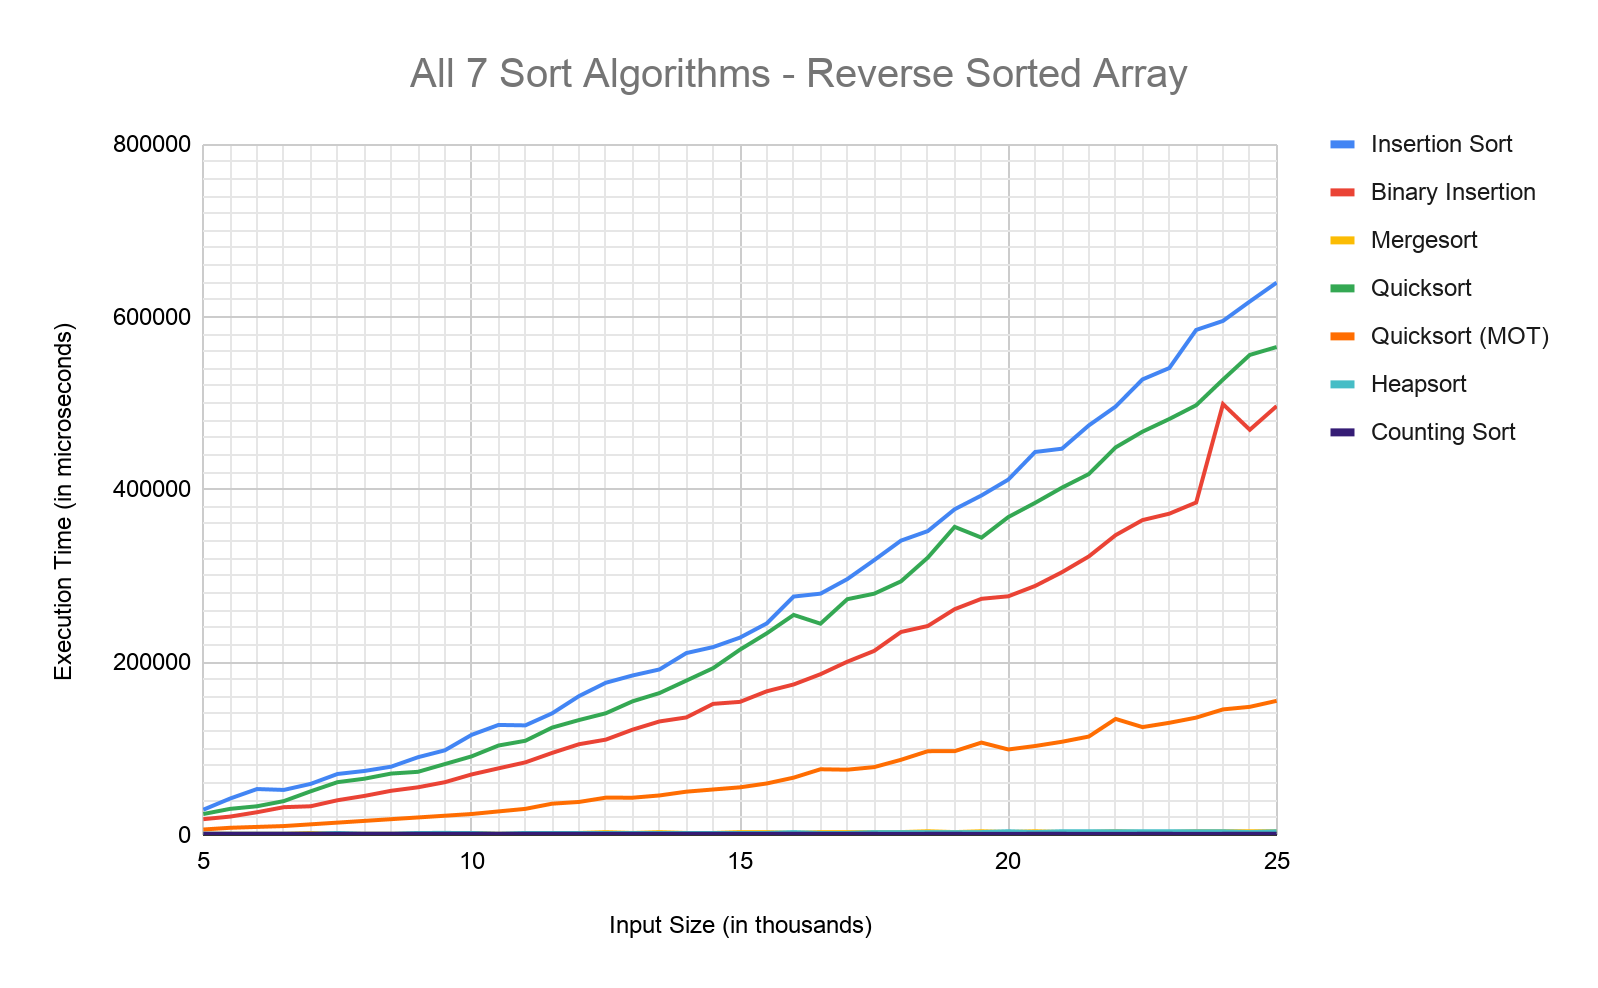 All 7 Sort Algorithms - Reverse Sorted Array
Execution Time (in microseconds)
800000
600000
400000
200000
0
5
10
15
20
25
Input Size (in thousands)
Insertion Sort
Binary Insertion
Mergesort
Quicksort
Quicksort (MOT)
Heapsort
Counting Sort